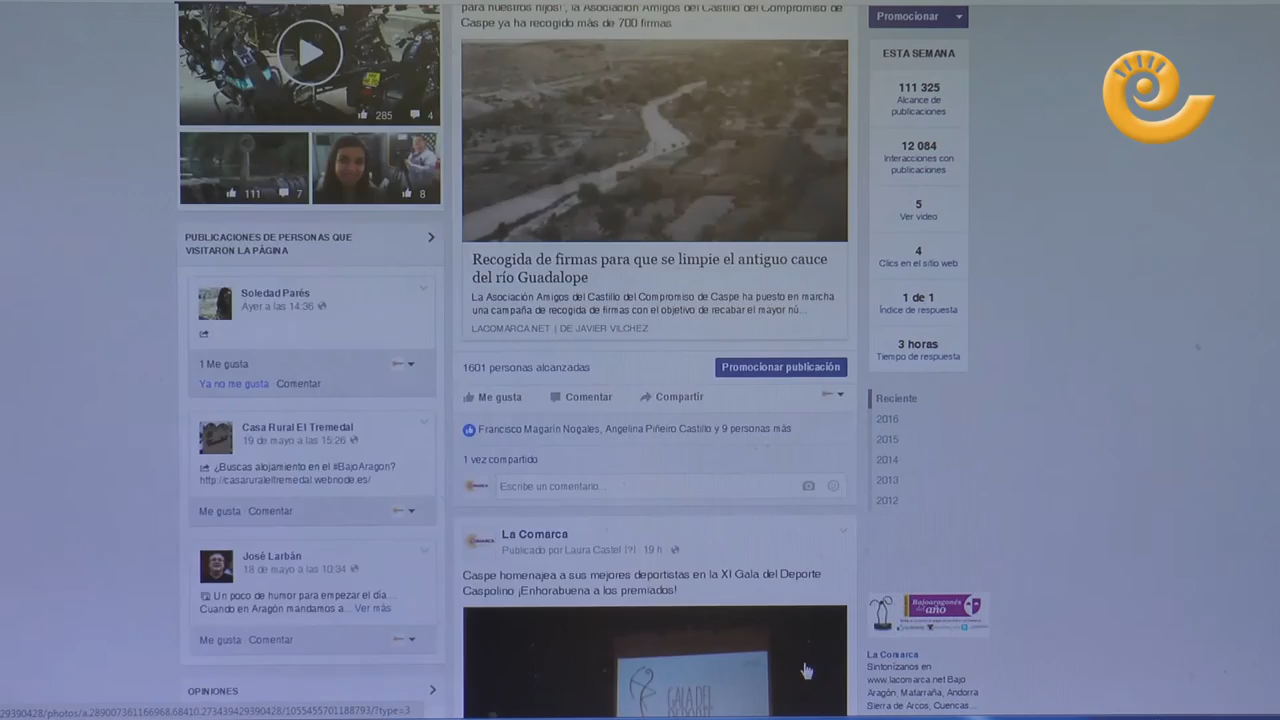 285
4
111
7
8
PUBLICACIONES DE PERSONAS QUE
VISITARON LA PÁGINA
Soledad Parés
Ayer a las 14:36
1 Me gusta
Ya no me gusta Comentar
Casa Rural El Tremedal
19 de mayo a las 15:26
¿Buscas alojamiento en el #BajoAragon?
http://casaruraleltremedal.webnode.es/
Me gusta Comentar
José Larbán
18 de mayo a las 10:34
Un poco de humor para empezar el día...
Cuando en Aragón mandamos a... Ver más
Me gusta Comentar
OPINIONES
29390428/photos/a.289007361166968.68410.273439429390428/1055455701188793/?type=3
para nuestros hijos!', la Asociación Amigos del Castillo del Compromiso de
Caspe ya ha recogido más de 700 firmas
Recogida de firmas para que se limpie el antiguo cauce
del río Guadalope
La Asociación Amigos del Castillo del Compromiso de Caspe ha puesto en marcha
una campaña de recogida de firmas con el objetivo de recabar el mayor nú...
LACOMARCA.NET | DE JAVIER VILCHEZ
1601 personas alcanzadas
Promocionar publicación
Me gusta Comentar Compartir
Francisco Magarín Nogales, Angelina Piñeiro Castillo y 9 personas más
1 vez compartido
Escribe un comentario...
La Comarca
Publicado por Laura Castel [?] 19 h
Caspe homenajea a sus mejores deportistas en la XI Gala del Deporte
Caspolino ¡Enhorabuena a los premiados!
GALA DEL
DEPORTE
Promocionar
ESTA SEMANA
111 325
Alcance de
publicaciones
12 084
Interacciones con
publicaciones
5
Ver video
4
Clics en el sitio web
1 de 1
Índice de respuesta
3 horas
Tiempo de respuesta
Reciente
2016
2015
2014
2013
2012
Bajoaragonés
del año
La Comarca
Sintonízanos en
www.lacomarca.net Bajo
Aragón, Matarraña, Andorra
Sierra de Arcos, Cuencas...